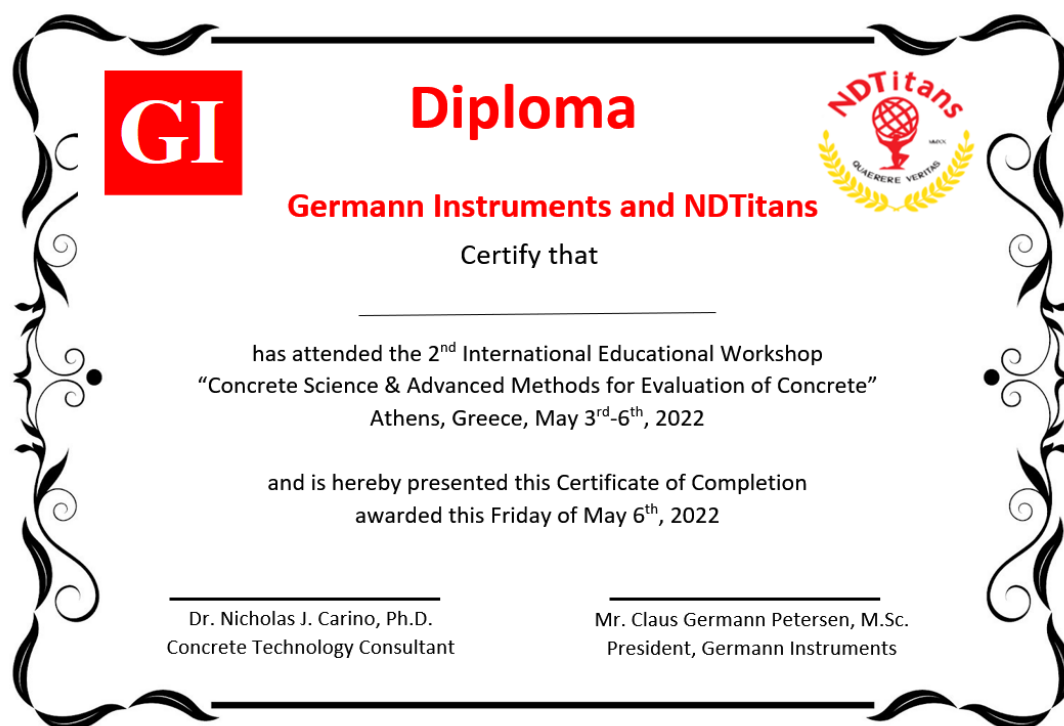 GI
Diploma
NDTitans
MMXIX
QUAERERE VERITAS
Germann Instruments and NDTitans
Certify that
has attended the 2nd International Educational Workshop
“Concrete Science & Advanced Methods for Evaluation of Concrete”
Athens, Greece, May 3rd-6th, 2022
and is hereby presented this Certificate of Completion
awarded this Friday of May 6th, 2022
Dr. Nicholas J. Carino, Ph.D.
Concrete Technology Consultant
Mr. Claus Germann Petersen, M.Sc.
President, Germann Instruments